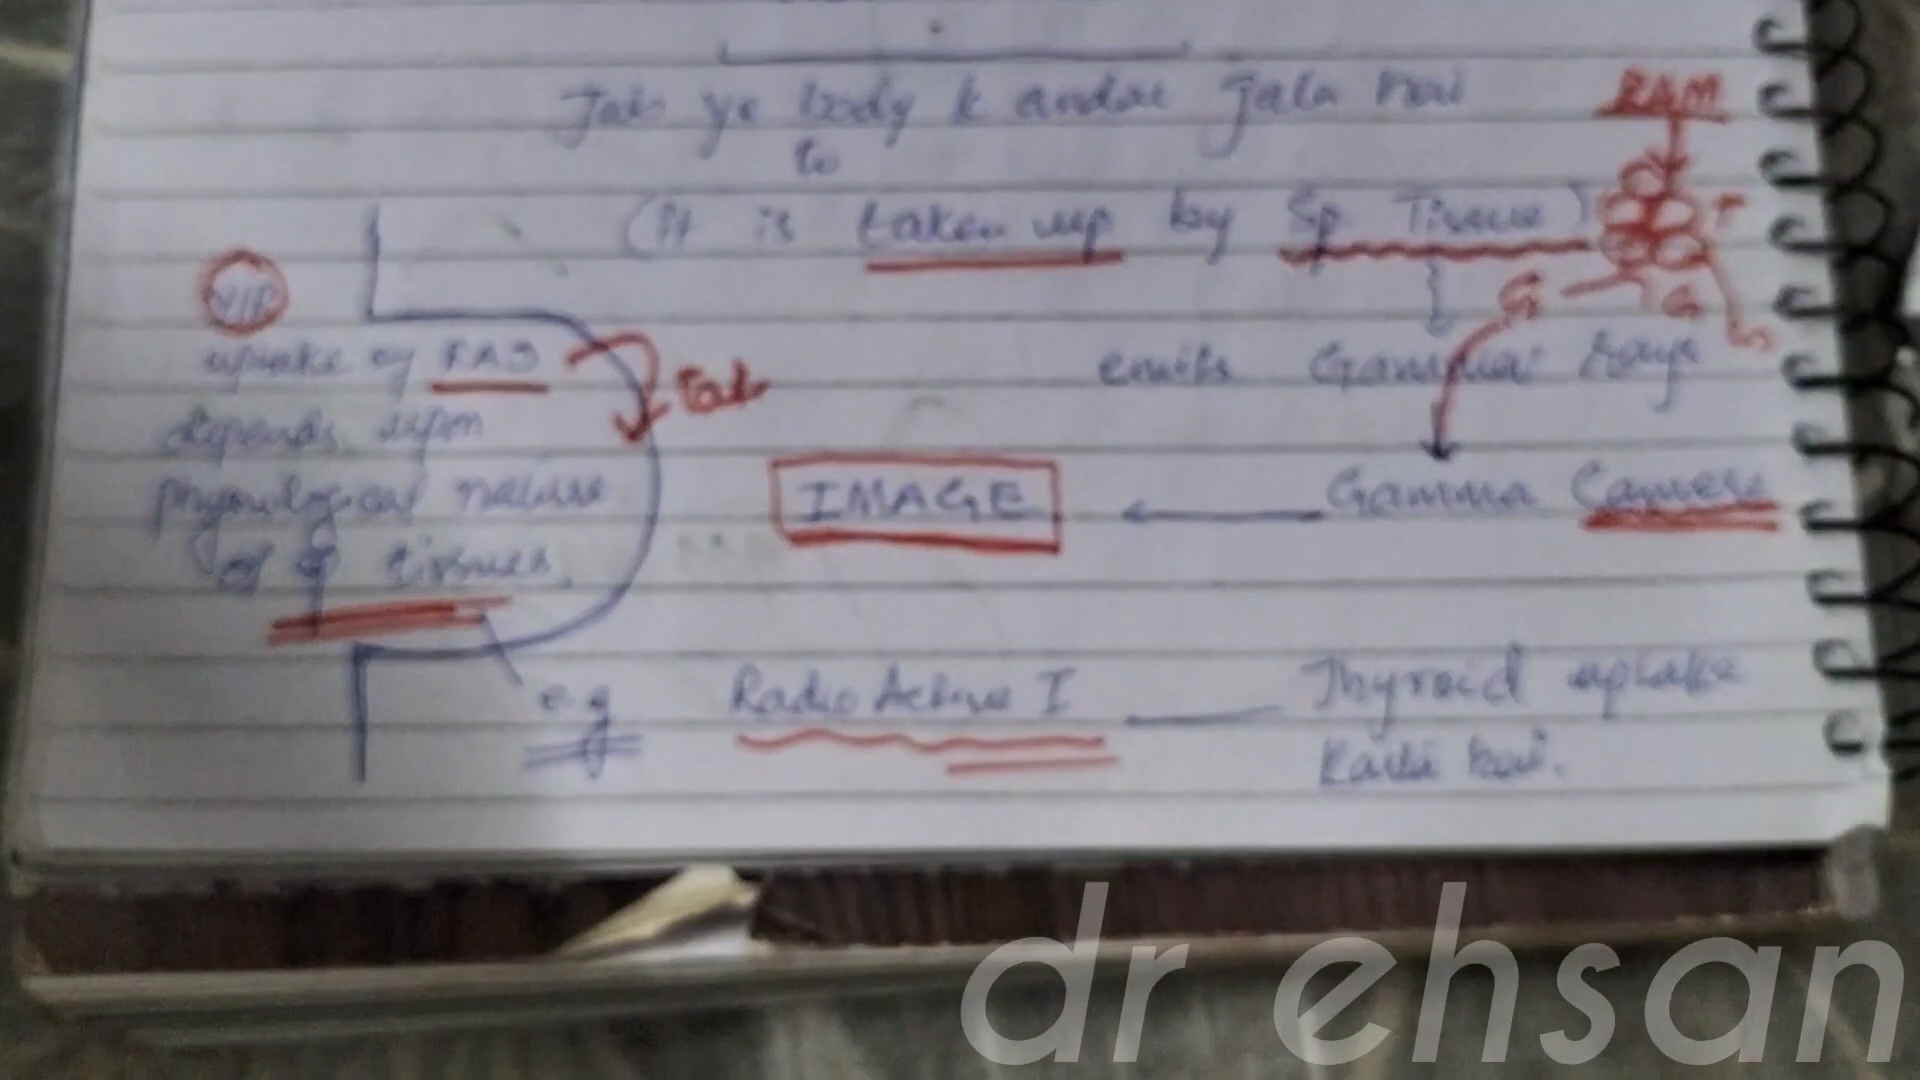 Jab ye body k andar jata hai
to
(it is taken up by Sp. Tissue)
RAM
T
G
G
emits Gamma rays
Gamma Camera
IMAGE
VIP
uptake of
depends upon
physiological nature
of tissues.
e.g Radio Active I — Thyroid uptake
Karta hai.
dr ehsan